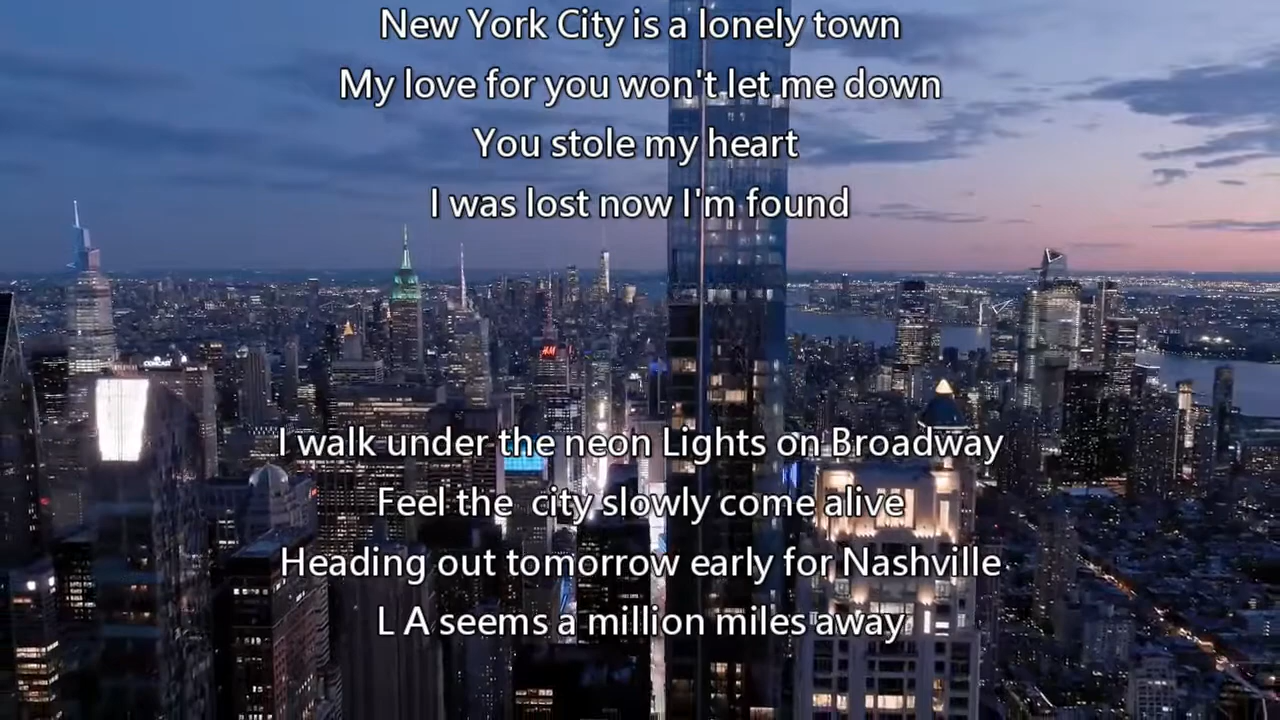 New York City is a lonely town
My love for you won't let me down
You stole my heart
I was lost now I'm found
H&M
I walk under the neon Lights on Broadway
Feel the  city slowly come alive
Heading out tomorrow early for Nashville
L A seems a million miles away